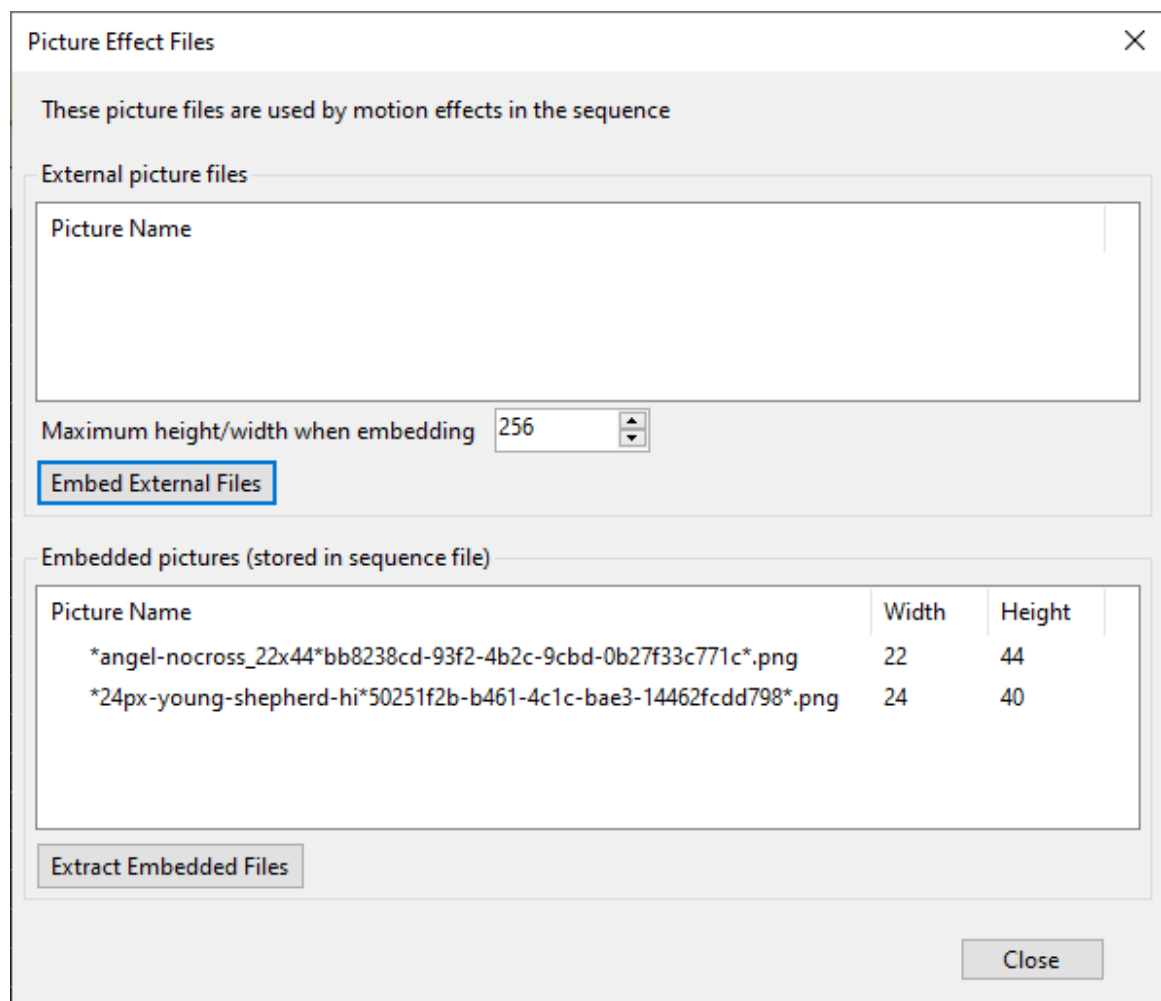 Picture Effect Files
These picture files are used by motion effects in the sequence
External picture files
Picture Name
Maximum height/width when embedding 256
Embed External Files
Embedded pictures (stored in sequence file)
Picture Name Width Height
*angel-nocross_22x44*bb8238cd-93f2-4b2c-9cbd-0b27f33c771c*.png 22 44
*24px-young-shepherd-hi*50251f2b-b461-4c1c-bae3-14462fcdd798*.png 24 40
Extract Embedded Files
Close